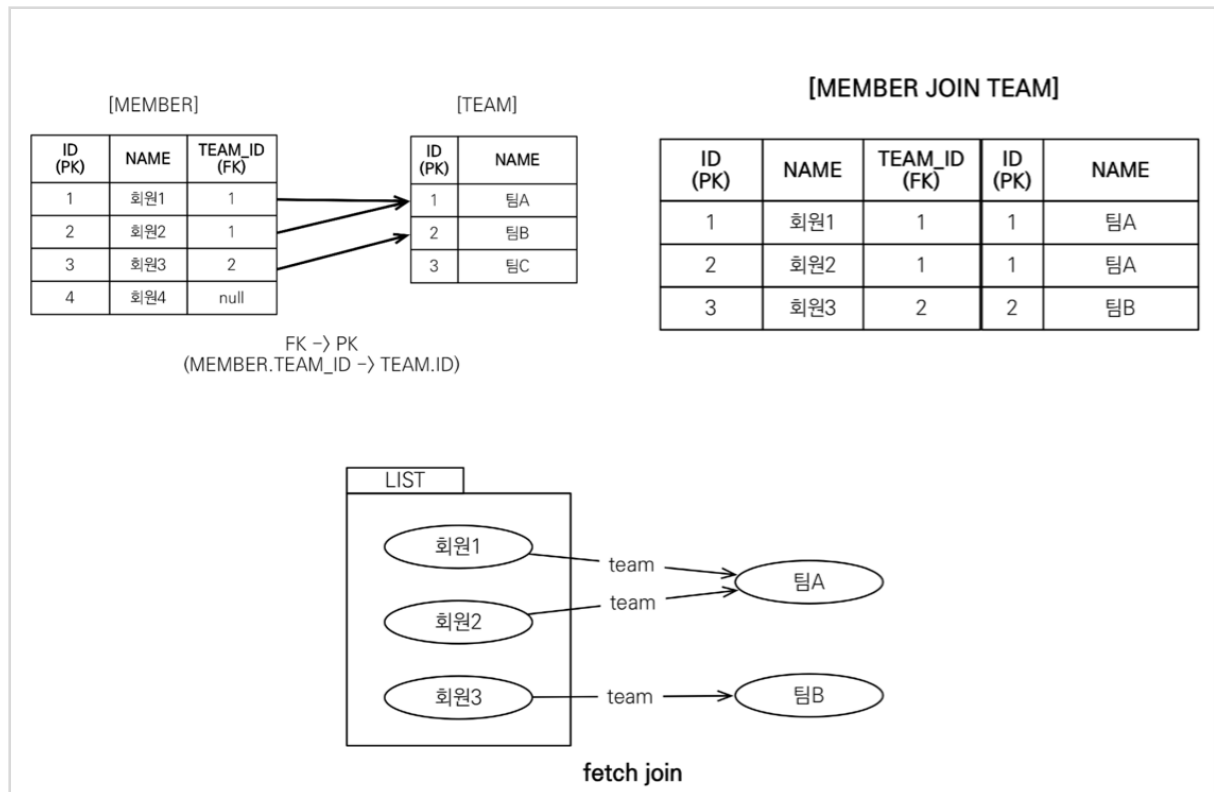 [MEMBER]
ID (PK) NAME TEAM_ID (FK)
1 회원1 1
2 회원2 1
3 회원3 2
4 회원4 null
FK -> PK
(MEMBER.TEAM_ID -> TEAM.ID)
[TEAM]
ID (PK) NAME
1 팀A
2 팀B
3 팀C
[MEMBER JOIN TEAM]
ID (PK) NAME TEAM_ID (FK) ID (PK) NAME
1 회원1 1 1 팀A
2 회원2 1 1 팀A
3 회원3 2 2 팀B
LIST
회원1 team 팀A
회원2 team
회원3 team 팀B
fetch join